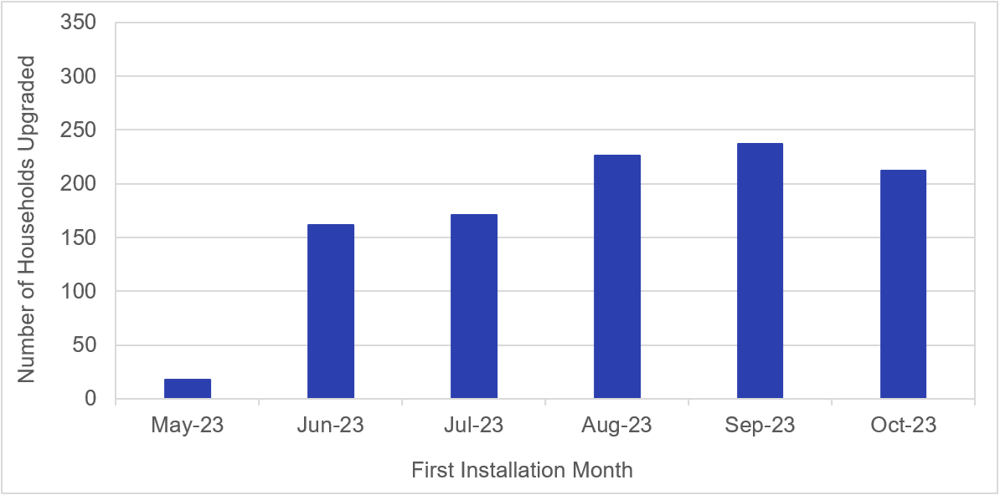 Number of Households Upgraded
350
300
250
200
150
100
50
0
May-23 Jun-23 Jul-23 Aug-23 Sep-23 Oct-23
First Installation Month